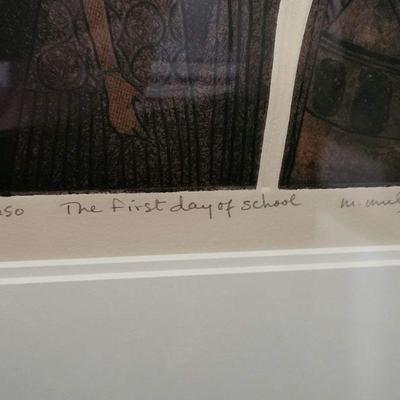 50 The first day of school m.